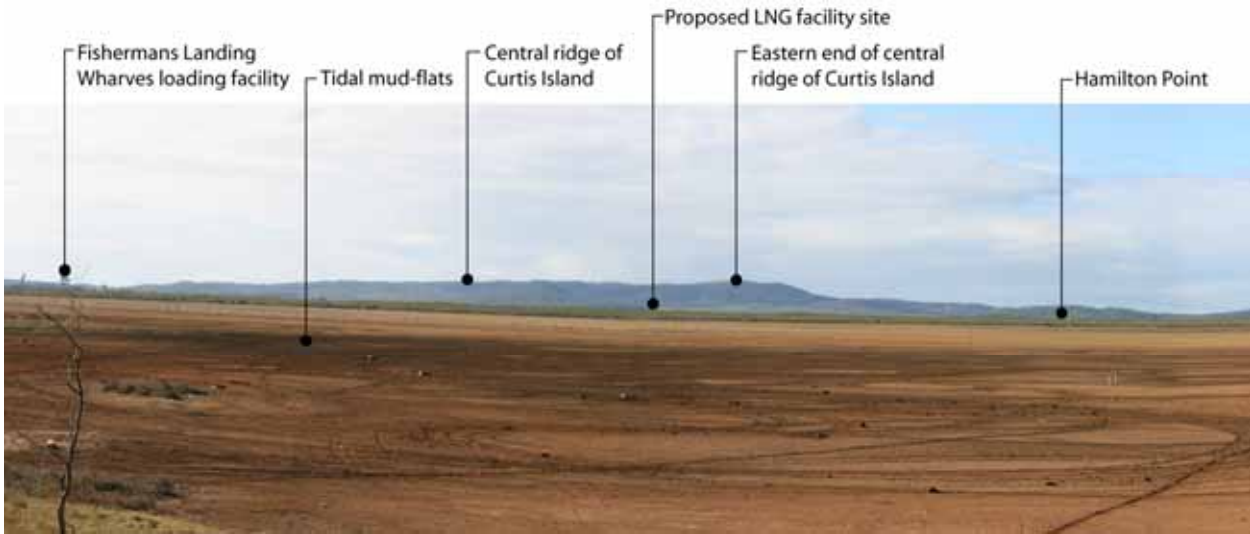 Fishermans Landing
Wharves loading facility
Tidal mud-flats
Central ridge of
Curtis Island
Proposed LNG facility site
Eastern end of central
ridge of Curtis Island
Hamilton Point